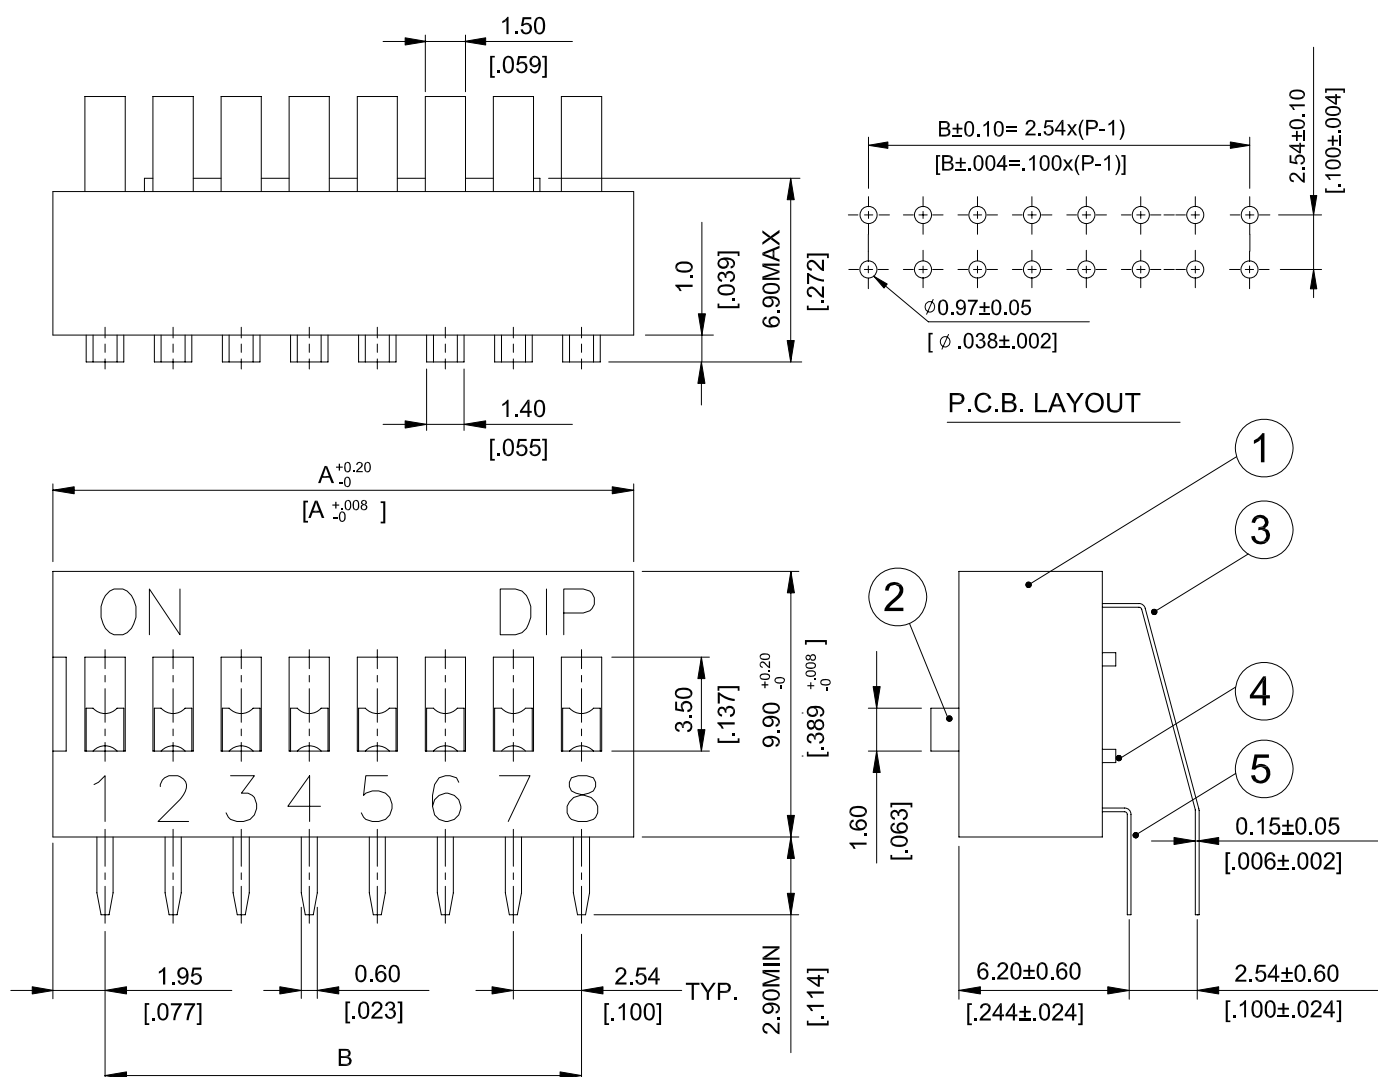 1.50
[.059]
1.0
[.039]
6.90MAX
[.272]
1.40
[.055]
B±0.10= 2.54x(P-1)
[B±.004=.100x(P-1)]
2.54±0.10
[.100±.004]
⌀0.97±0.05
[ ⌀ .038±.002]
P.C.B. LAYOUT
A +0.20 -0
[A +.008 -0 ]
ON DIP
1 2 3 4 5 6 7 8
3.50
[.137]
9.90 +0.20 -0
[.389 +.008 -0 ]
1.95
[.077]
0.60
[.023]
2.54
[.100]
TYP.
2.90MIN
[.114]
B
1
3
2
4
5
1.60
[.063]
0.15±0.05
[.006±.002]
6.20±0.60
[.244±.024]
2.54±0.60
[.100±.024]